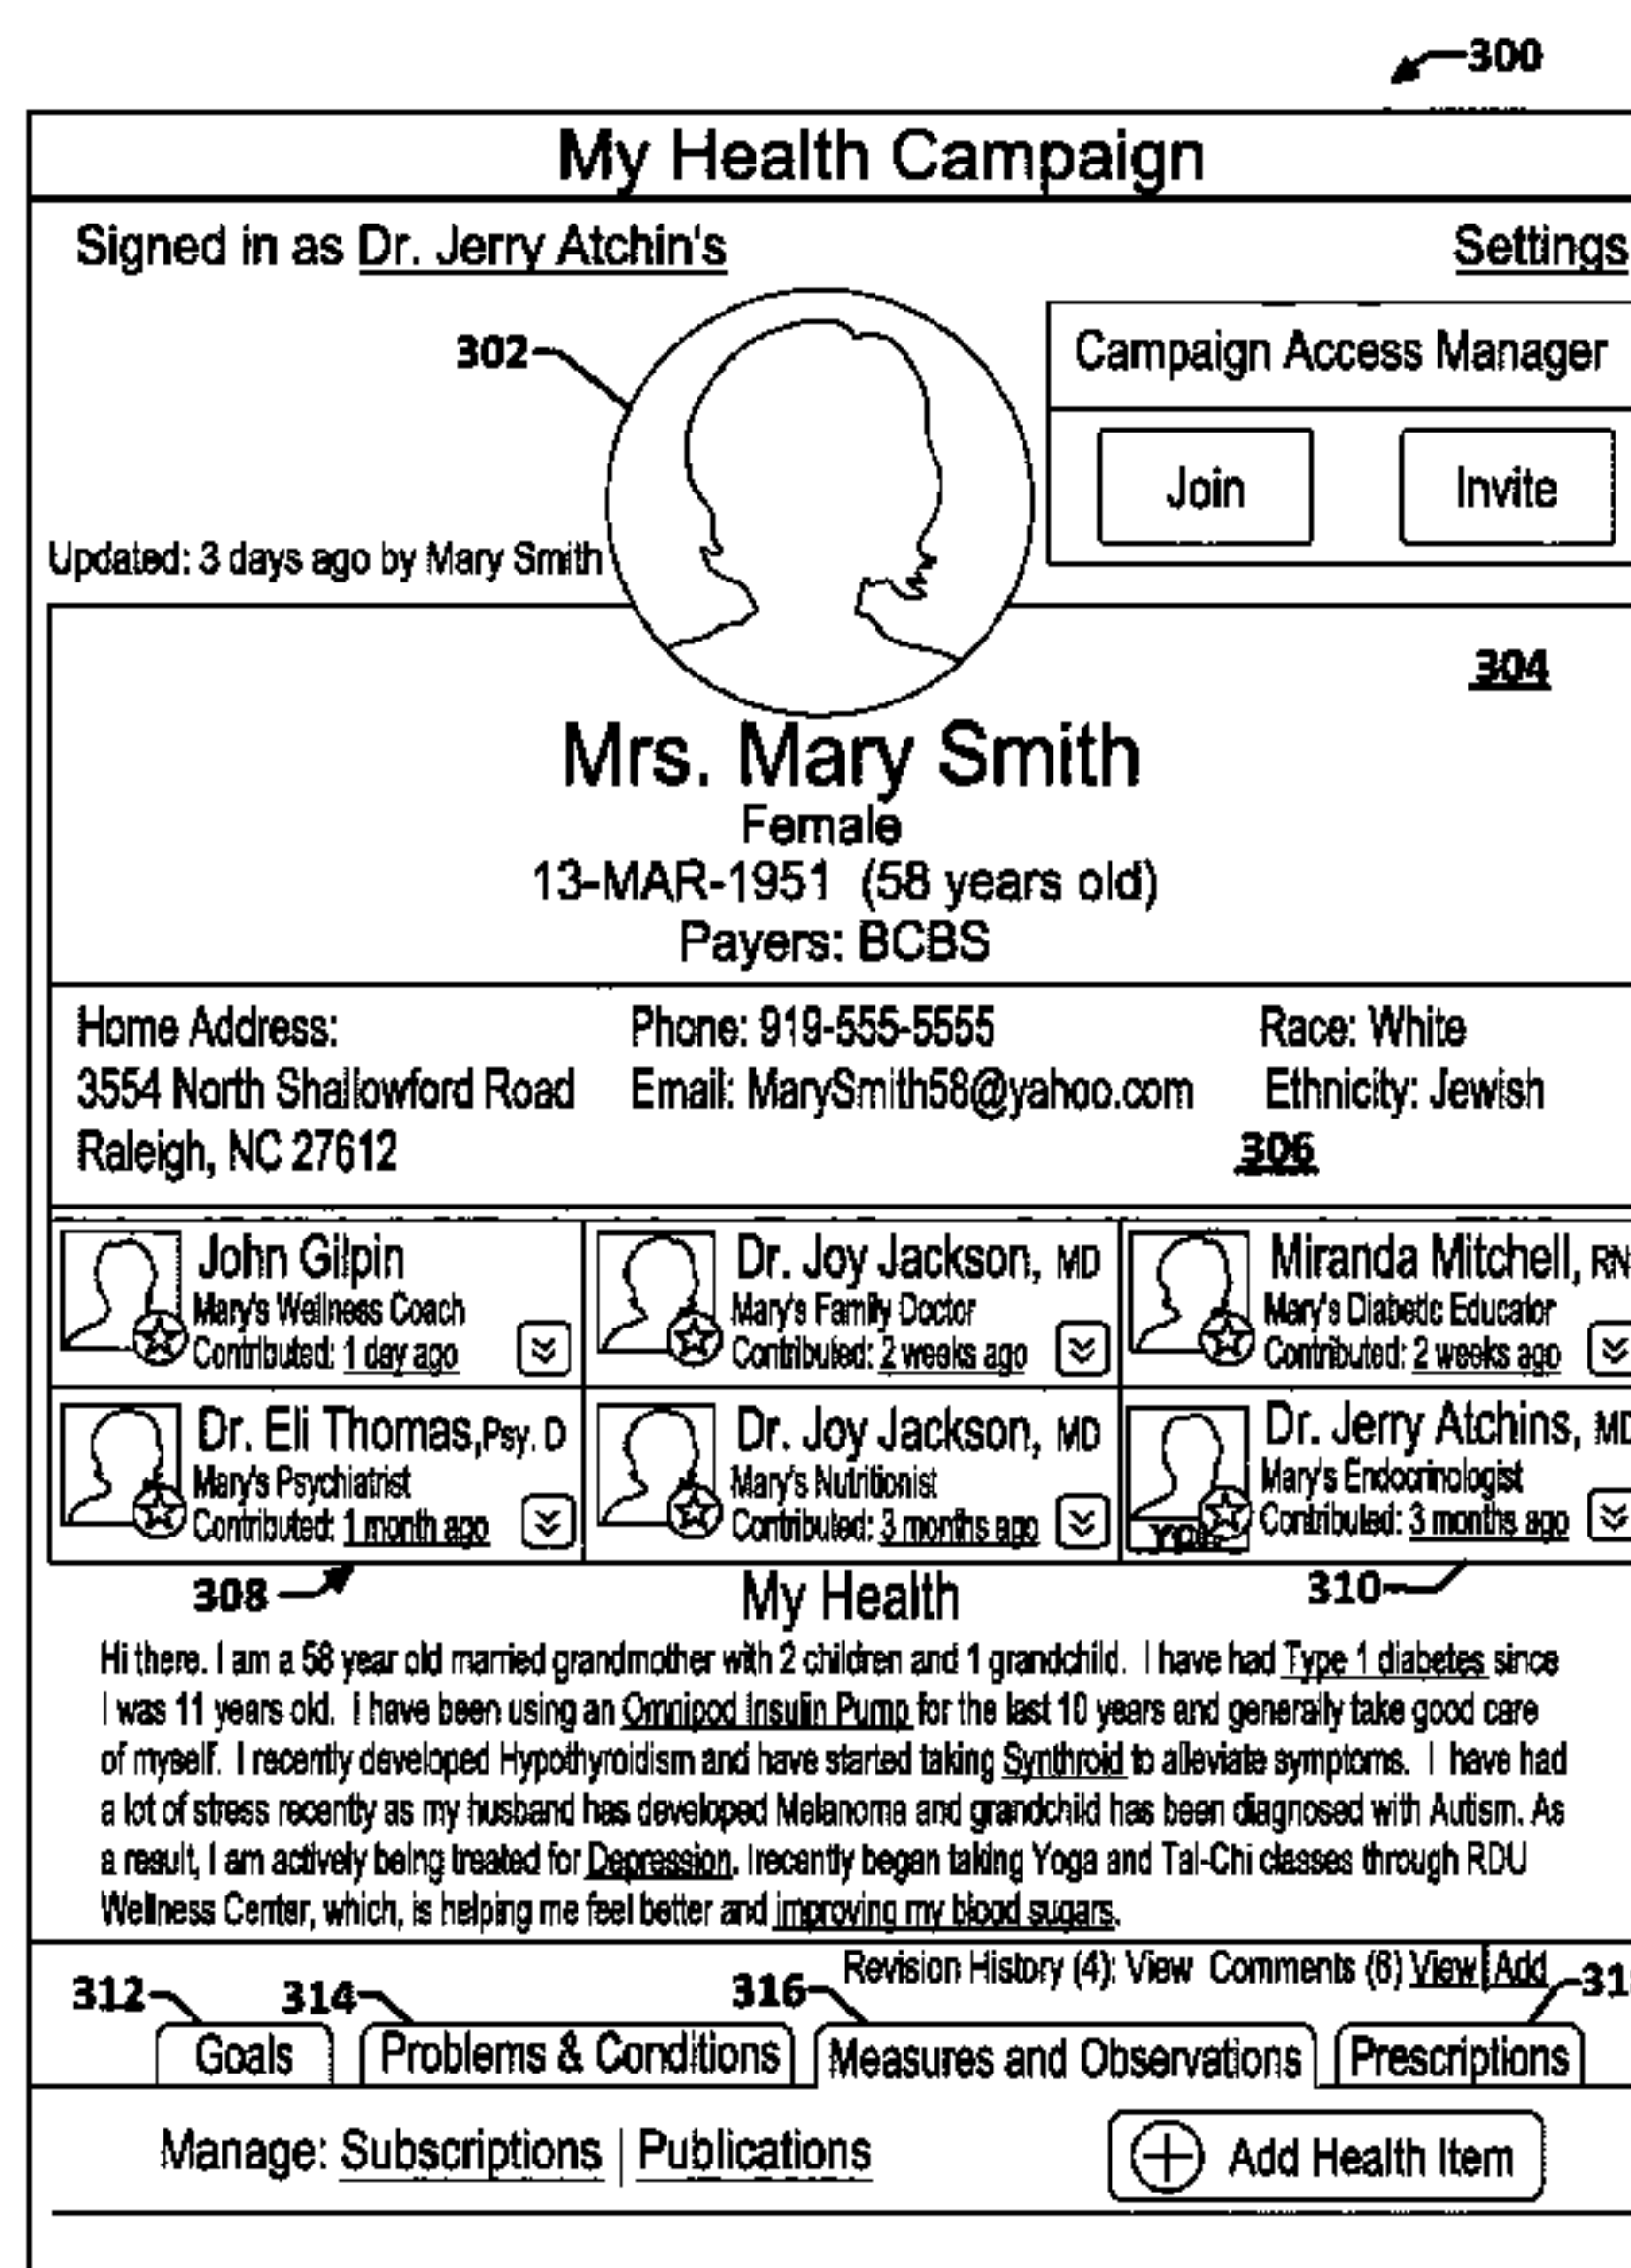 300
My Health Campaign
Signed in as Dr. Jerry Atchin's
Settings
302
Campaign Access Manager
Join
Invite
Updated: 3 days ago by Mary Smith
304
Mrs. Mary Smith
Female
13-MAR-1951 (58 years old)
Payers: BCBS
Home Address:
3554 North Shallowford Road
Raleigh, NC 27612
Phone: 919-555-5555
Email: MarySmith58@yahoo.com
Race: White
Ethnicity: Jewish
306
John Gilpin
Mary's Wellness Coach
Contributed: 1 day ago
Dr. Joy Jackson, MD
Mary's Family Doctor
Contributed: 2 weeks ago
Miranda Mitchell, RN
Mary's Diabetic Educator
Contributed: 2 weeks ago
Dr. Eli Thomas,Psy. D
Mary's Psychiatrist
Contributed: 1 month ago
Dr. Joy Jackson, MD
Mary's Nutritionist
Contributed: 3 months ago
Dr. Jerry Atchins, MD
Mary's Endocrinologist
Contributed: 3 months ago
308
310
My Health
Hi there. I am a 58 year old married grandmother with 2 children and 1 grandchild. I have had Type 1 diabetes since
I was 11 years old. I have been using an Omnipod Insulin Pump for the last 10 years and generally take good care
of myself. I recently developed Hypothyroidism and have started taking Synthroid to alleviate symptoms. I have had
a lot of stress recently as my husband has developed Melanoma and grandchild has been diagnosed with Autism. As
a result, I am actively being treated for Depression. Irecently began taking Yoga and Tai-Chi classes through RDU
Wellness Center, which, is helping me feel better and improving my blood sugars.
Revision History (4): View Comments (6) View | Add
312
314
316
Goals
Problems & Conditions
Measures and Observations
Prescriptions
Manage: Subscriptions | Publications
Add Health Item